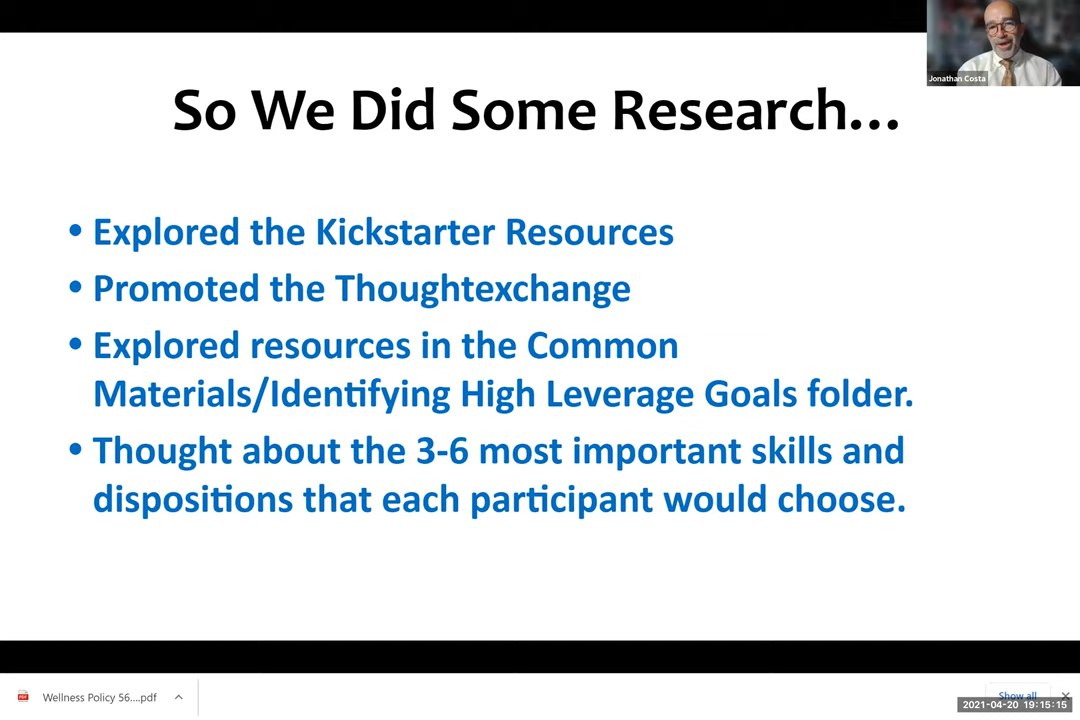 Jonathan Costa
So We Did Some Research...
• Explored the Kickstarter Resources
• Promoted the Thoughtexchange
• Explored resources in the Common
Materials/Identifying High Leverage Goals folder.
• Thought about the 3-6 most important skills and
dispositions that each participant would choose.
PDF
Wellness Policy 56....pdf
Show all
2021-04-20 19:15:15